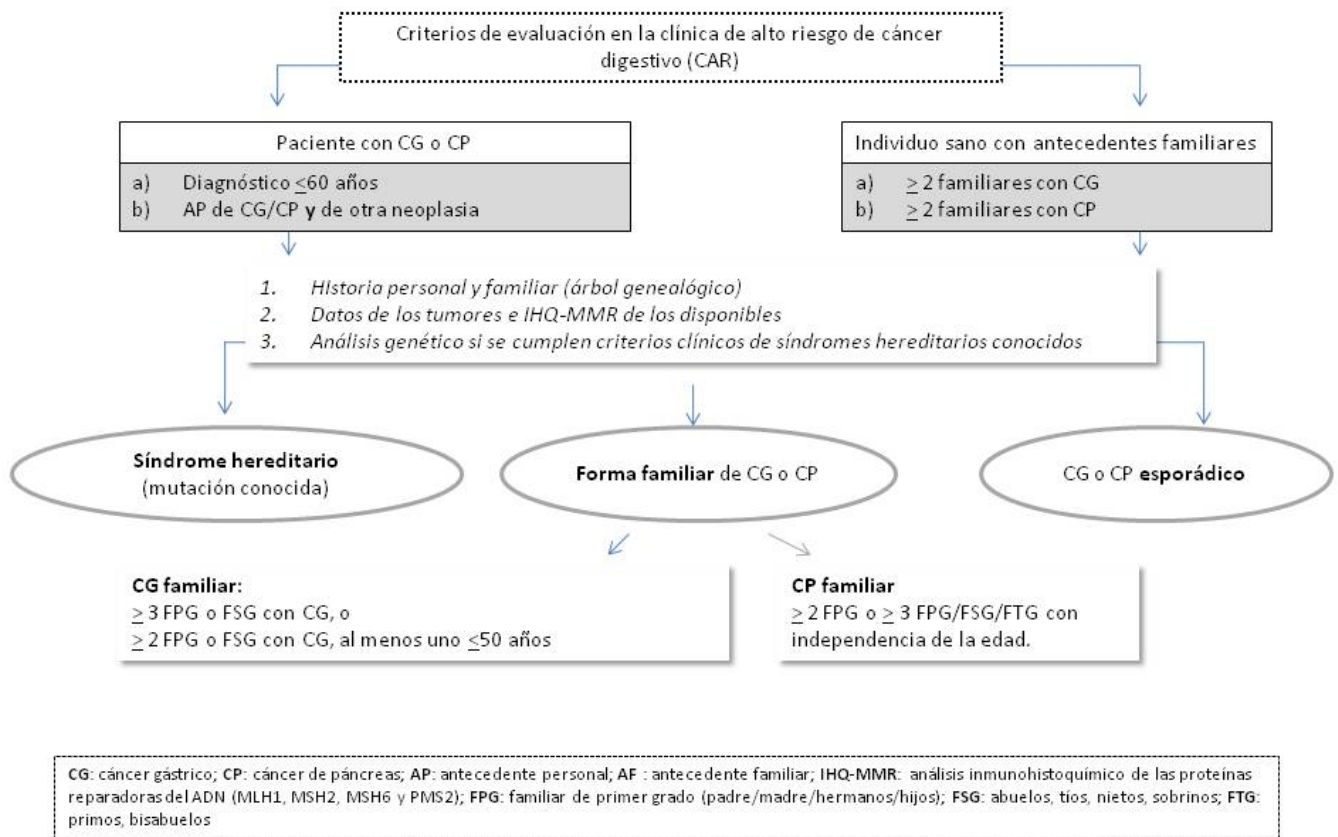 Criterios de evaluación en la clínica de alto riesgo de cáncer
digestivo (CAR)
Paciente con CG o CP
a) Diagnóstico ≤60 años
b) AP de CG/CP y de otra neoplasia
Individuo sano con antecedentes familiares
a) ≥ 2 familiares con CG
b) ≥ 2 familiares con CP
1. HIstoria personal y familiar (árbol genealógico)
2. Datos de los tumores e IHQ-MMR de los disponibles
3. Análisis genético si se cumplen criterios clínicos de síndromes hereditarios conocidos
Síndrome hereditario
(mutación conocida)
Forma familiar de CG o CP
CG o CP esporádico
CG familiar:
≥ 3 FPG o FSG con CG, o
≥ 2 FPG o FSG con CG, al menos uno ≤50 años
CP familiar
≥ 2 FPG o ≥ 3 FPG/FSG/FTG con
independencia de la edad.
CG: cáncer gástrico; CP: cáncer de páncreas; AP: antecedente personal; AF : antecedente familiar; IHQ-MMR: análisis inmunohistoquímico de las proteínas
reparadoras del ADN (MLH1, MSH2, MSH6 y PMS2); FPG: familiar de primer grado (padre/madre/hermanos/hijos); FSG: abuelos, tíos, nietos, sobrinos; FTG:
primos, bisabuelos